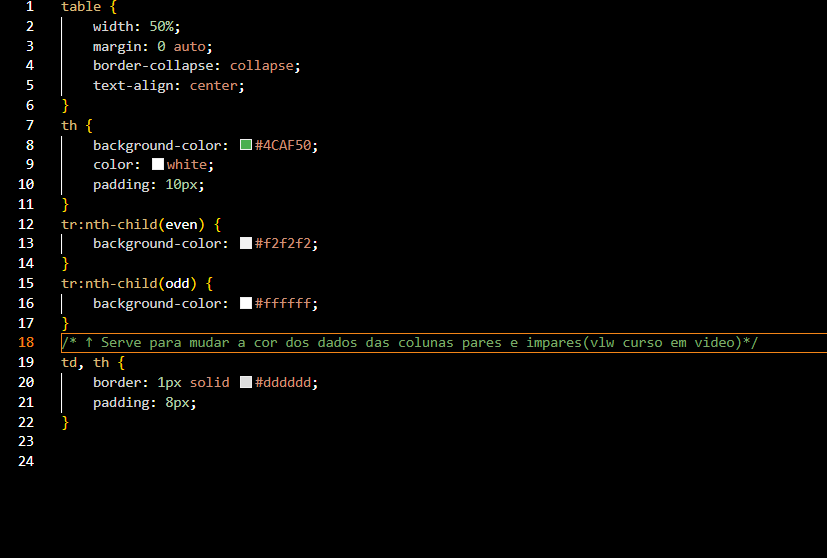 1 table {
2 width: 50%;
3 margin: 0 auto;
4 border-collapse: collapse;
5 text-align: center;
6 }
7 th {
8 background-color: #4CAF50;
9 color: white;
10 padding: 10px;
11 }
12 tr:nth-child(even) {
13 background-color: #f2f2f2;
14 }
15 tr:nth-child(odd) {
16 background-color: #ffffff;
17 }
18 /* ↑ Serve para mudar a cor dos dados das colunas pares e impares(vlw curso em video)*/
19 td, th {
20 border: 1px solid #dddddd;
21 padding: 8px;
22 }
23
24